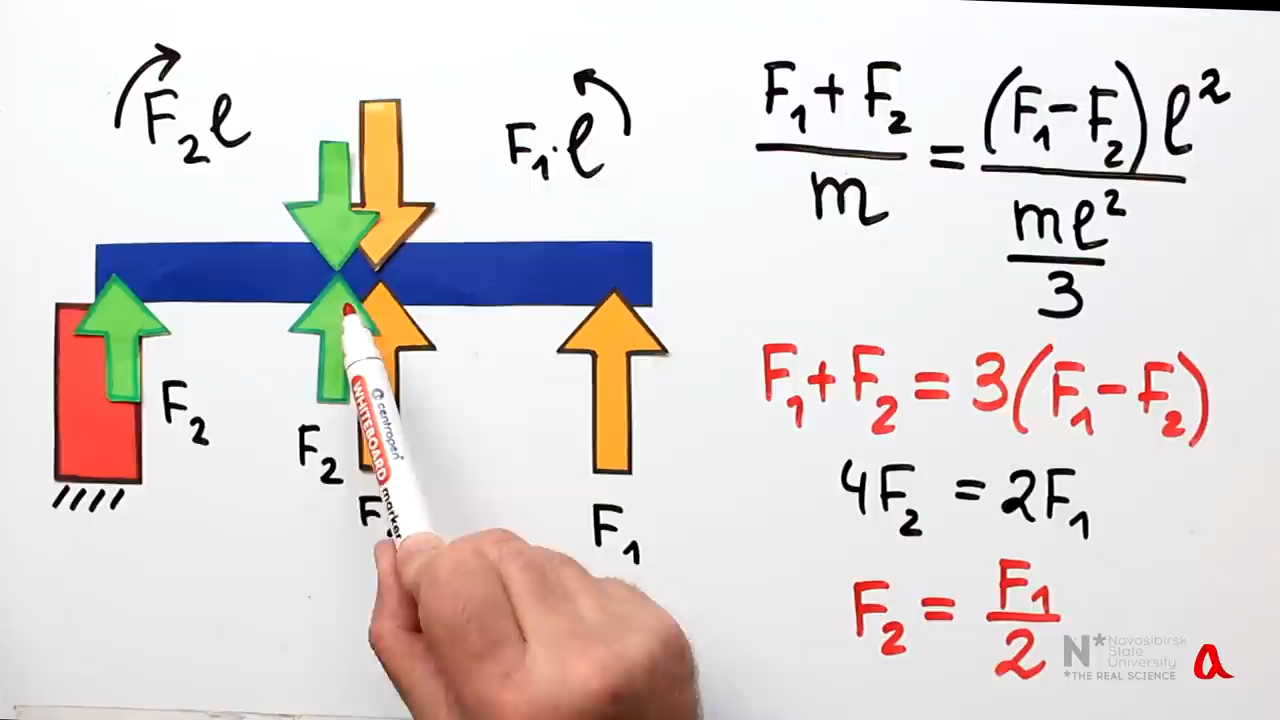 F₂ℓ
F₁·ℓ
F₂
F₂
F
F₁
(F₁+F₂)/m = (F₁-F₂)ℓ²/(mℓ²/3)
F₁+F₂ = 3(F₁-F₂)
4F₂ = 2F₁
F₂ = F₁/2
centropen
WHITEBOARD marker
N*
Novosibirsk
State
University
*THE REAL SCIENCE
a